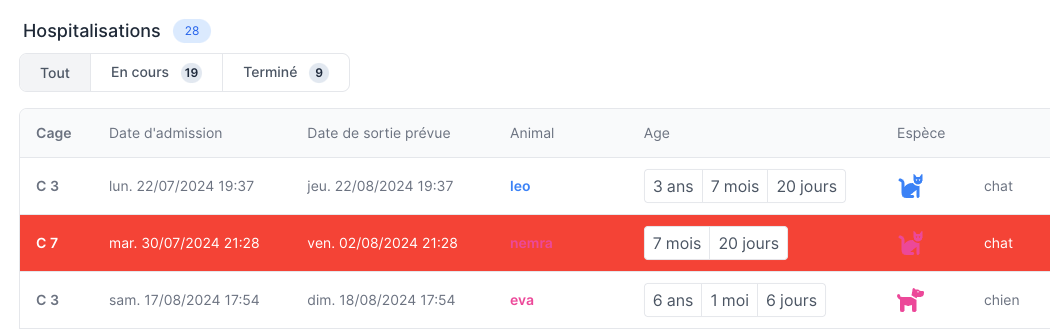 Hospitalisations 28
Tout En cours 19 Terminé 9
Cage Date d'admission Date de sortie prévue Animal Age Espèce
C 3 lun. 22/07/2024 19:37 jeu. 22/08/2024 19:37 leo 3 ans 7 mois 20 jours chat
C 7 mar. 30/07/2024 21:28 ven. 02/08/2024 21:28 nemra 7 mois 20 jours chat
C 3 sam. 17/08/2024 17:54 dim. 18/08/2024 17:54 eva 6 ans 1 moi 6 jours chien